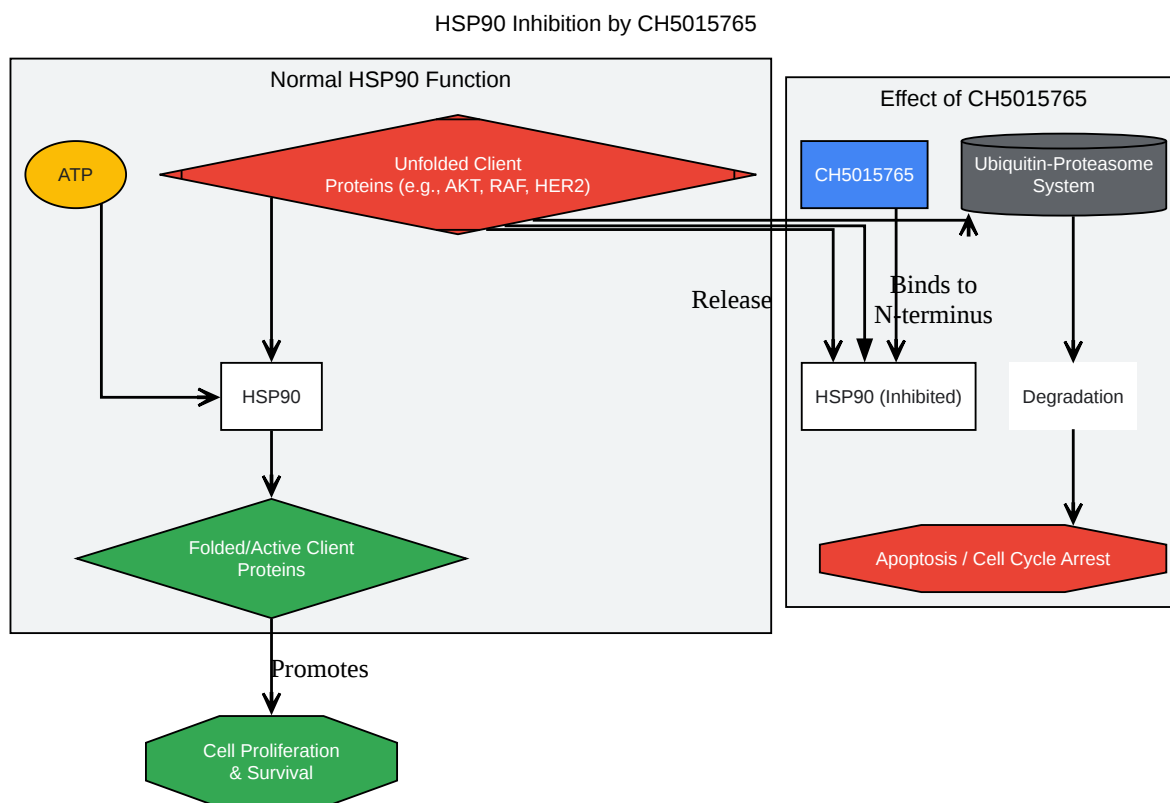 HSP90 Inhibition by CH5015765
Normal HSP90 Function
Effect of CH5015765
ATP
Unfolded Client
Proteins (e.g., AKT, RAF, HER2)
CH5015765
Ubiquitin-Proteasome
System
Release
Binds to
N-terminus
HSP90
HSP90 (Inhibited)
Degradation
Folded/Active Client
Proteins
Apoptosis / Cell Cycle Arrest
Promotes
Cell Proliferation
& Survival